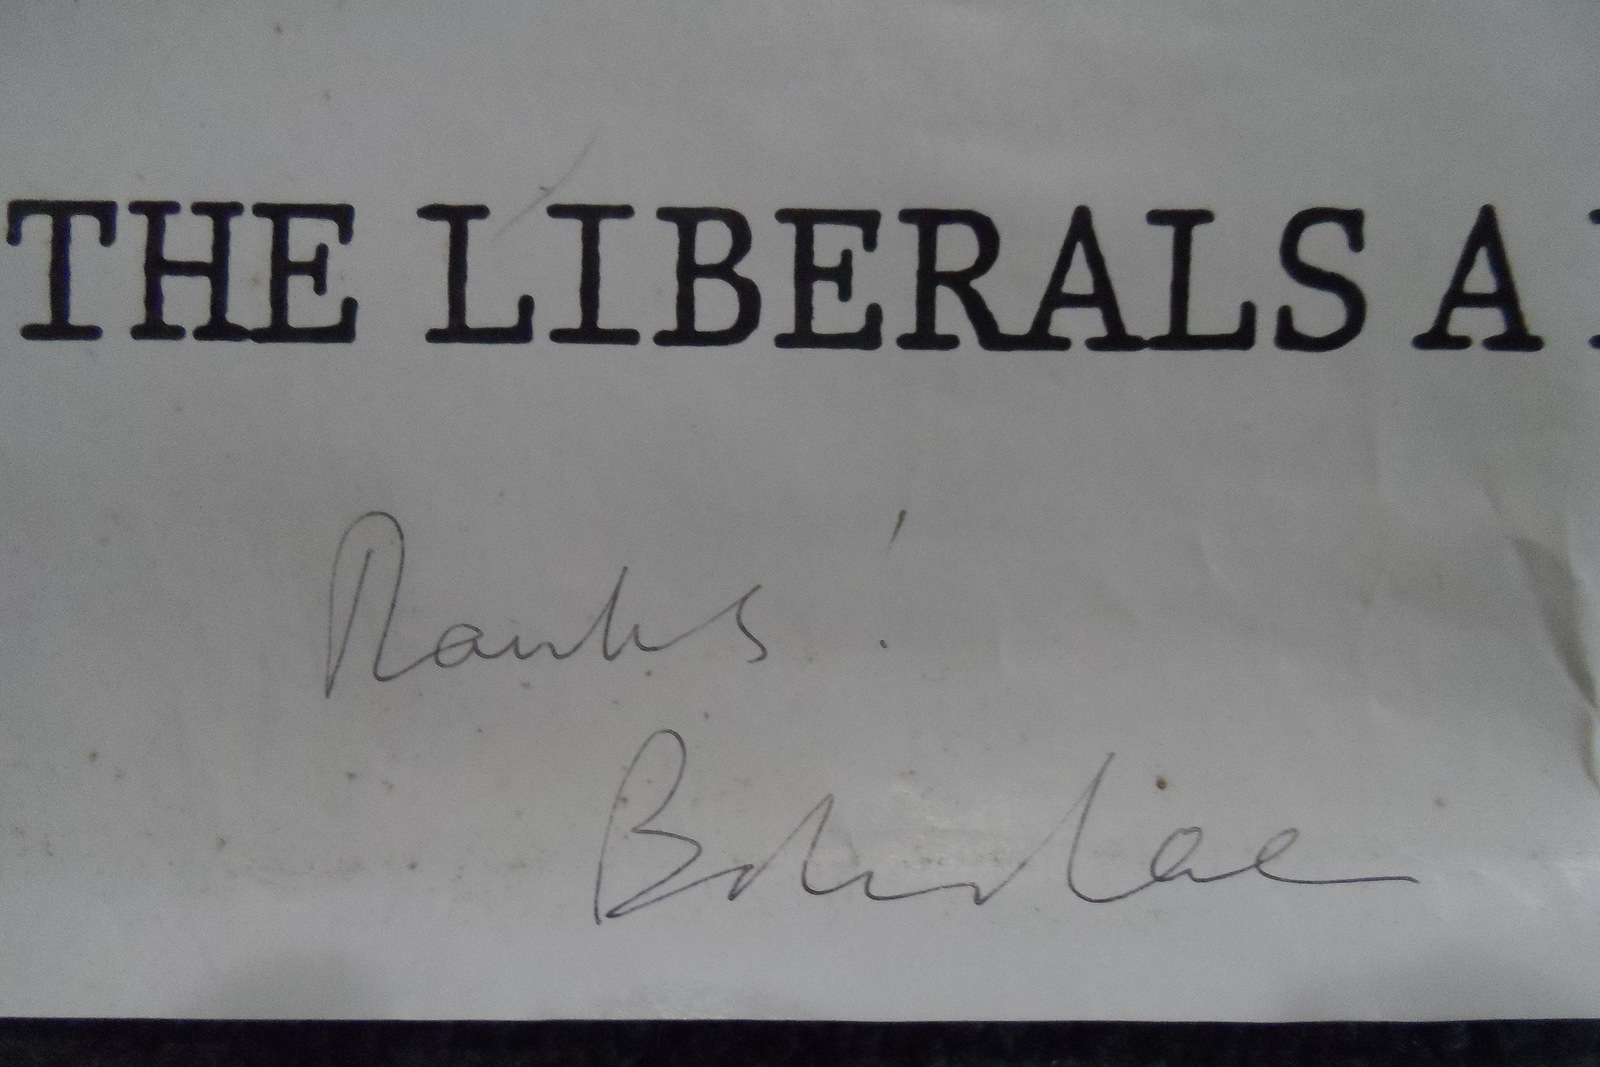 THE LIBERALS A
Thanks!